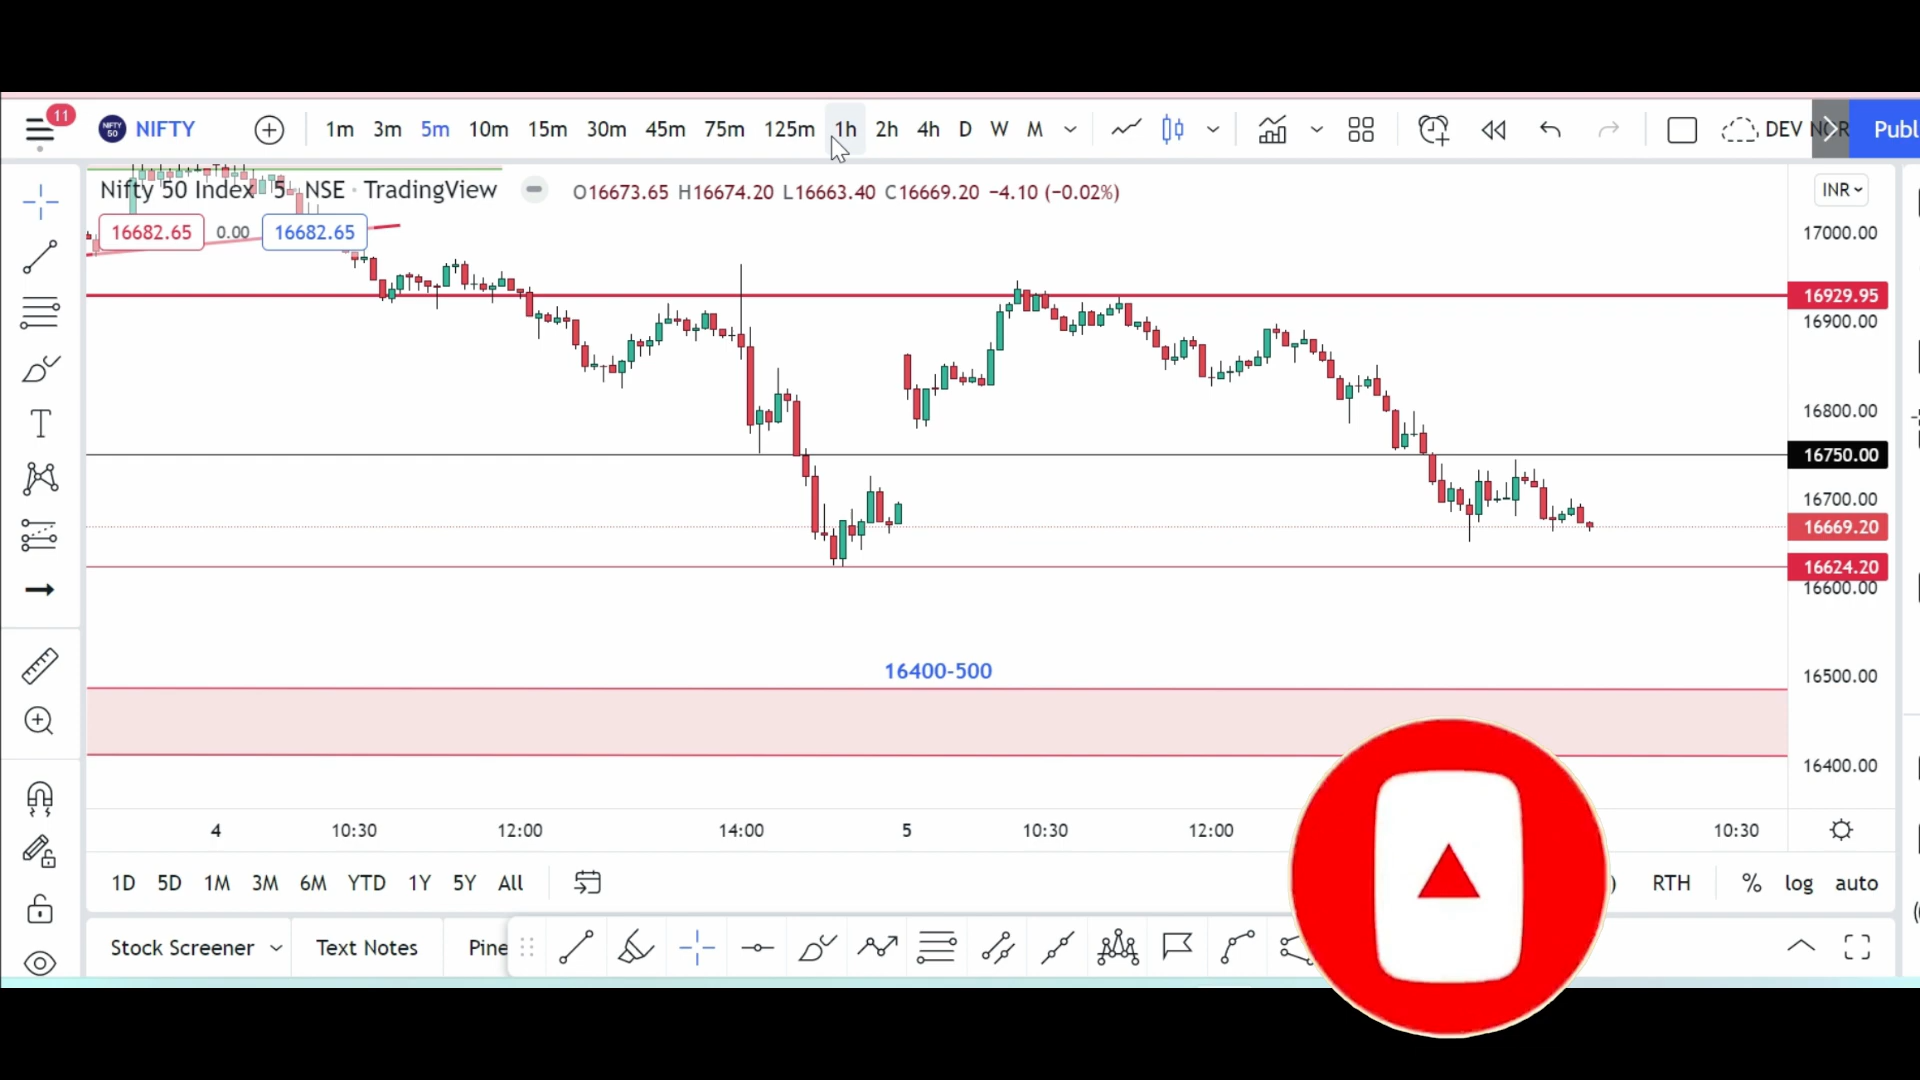 11
NIFTY 50 NIFTY 1m 3m 5m 10m 15m 30m 45m 75m 125m 1h 2h 4h D W M DEV NOR Publ
Nifty 50 Index 5 NSE TradingView O16673.65 H16674.20 L16663.40 C16669.20 −4.10 (−0.02%) INR
16682.65 0.00 16682.65
17000.00
16929.95
16900.00
16800.00
16750.00
16700.00
16669.20
16624.20
16600.00
16400-500
16500.00
16400.00
4 10:30 12:00 14:00 5 10:30 12:00 10:30
1D 5D 1M 3M 6M YTD 1Y 5Y All ) RTH % log auto
Stock Screener Text Notes Pine